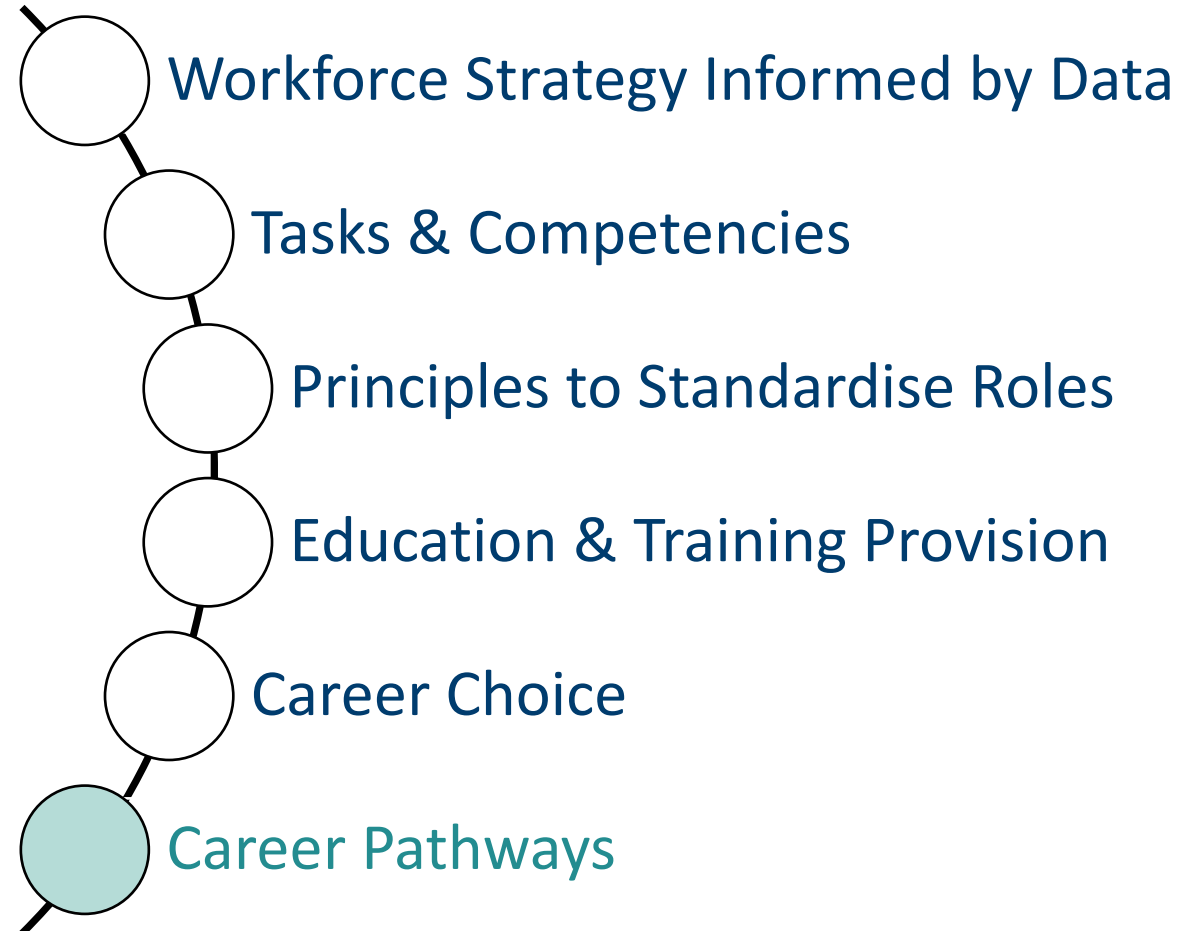 Workforce Strategy Informed by Data
Tasks & Competencies
Principles to Standardise Roles
Education & Training Provision
Career Choice
Career Pathways